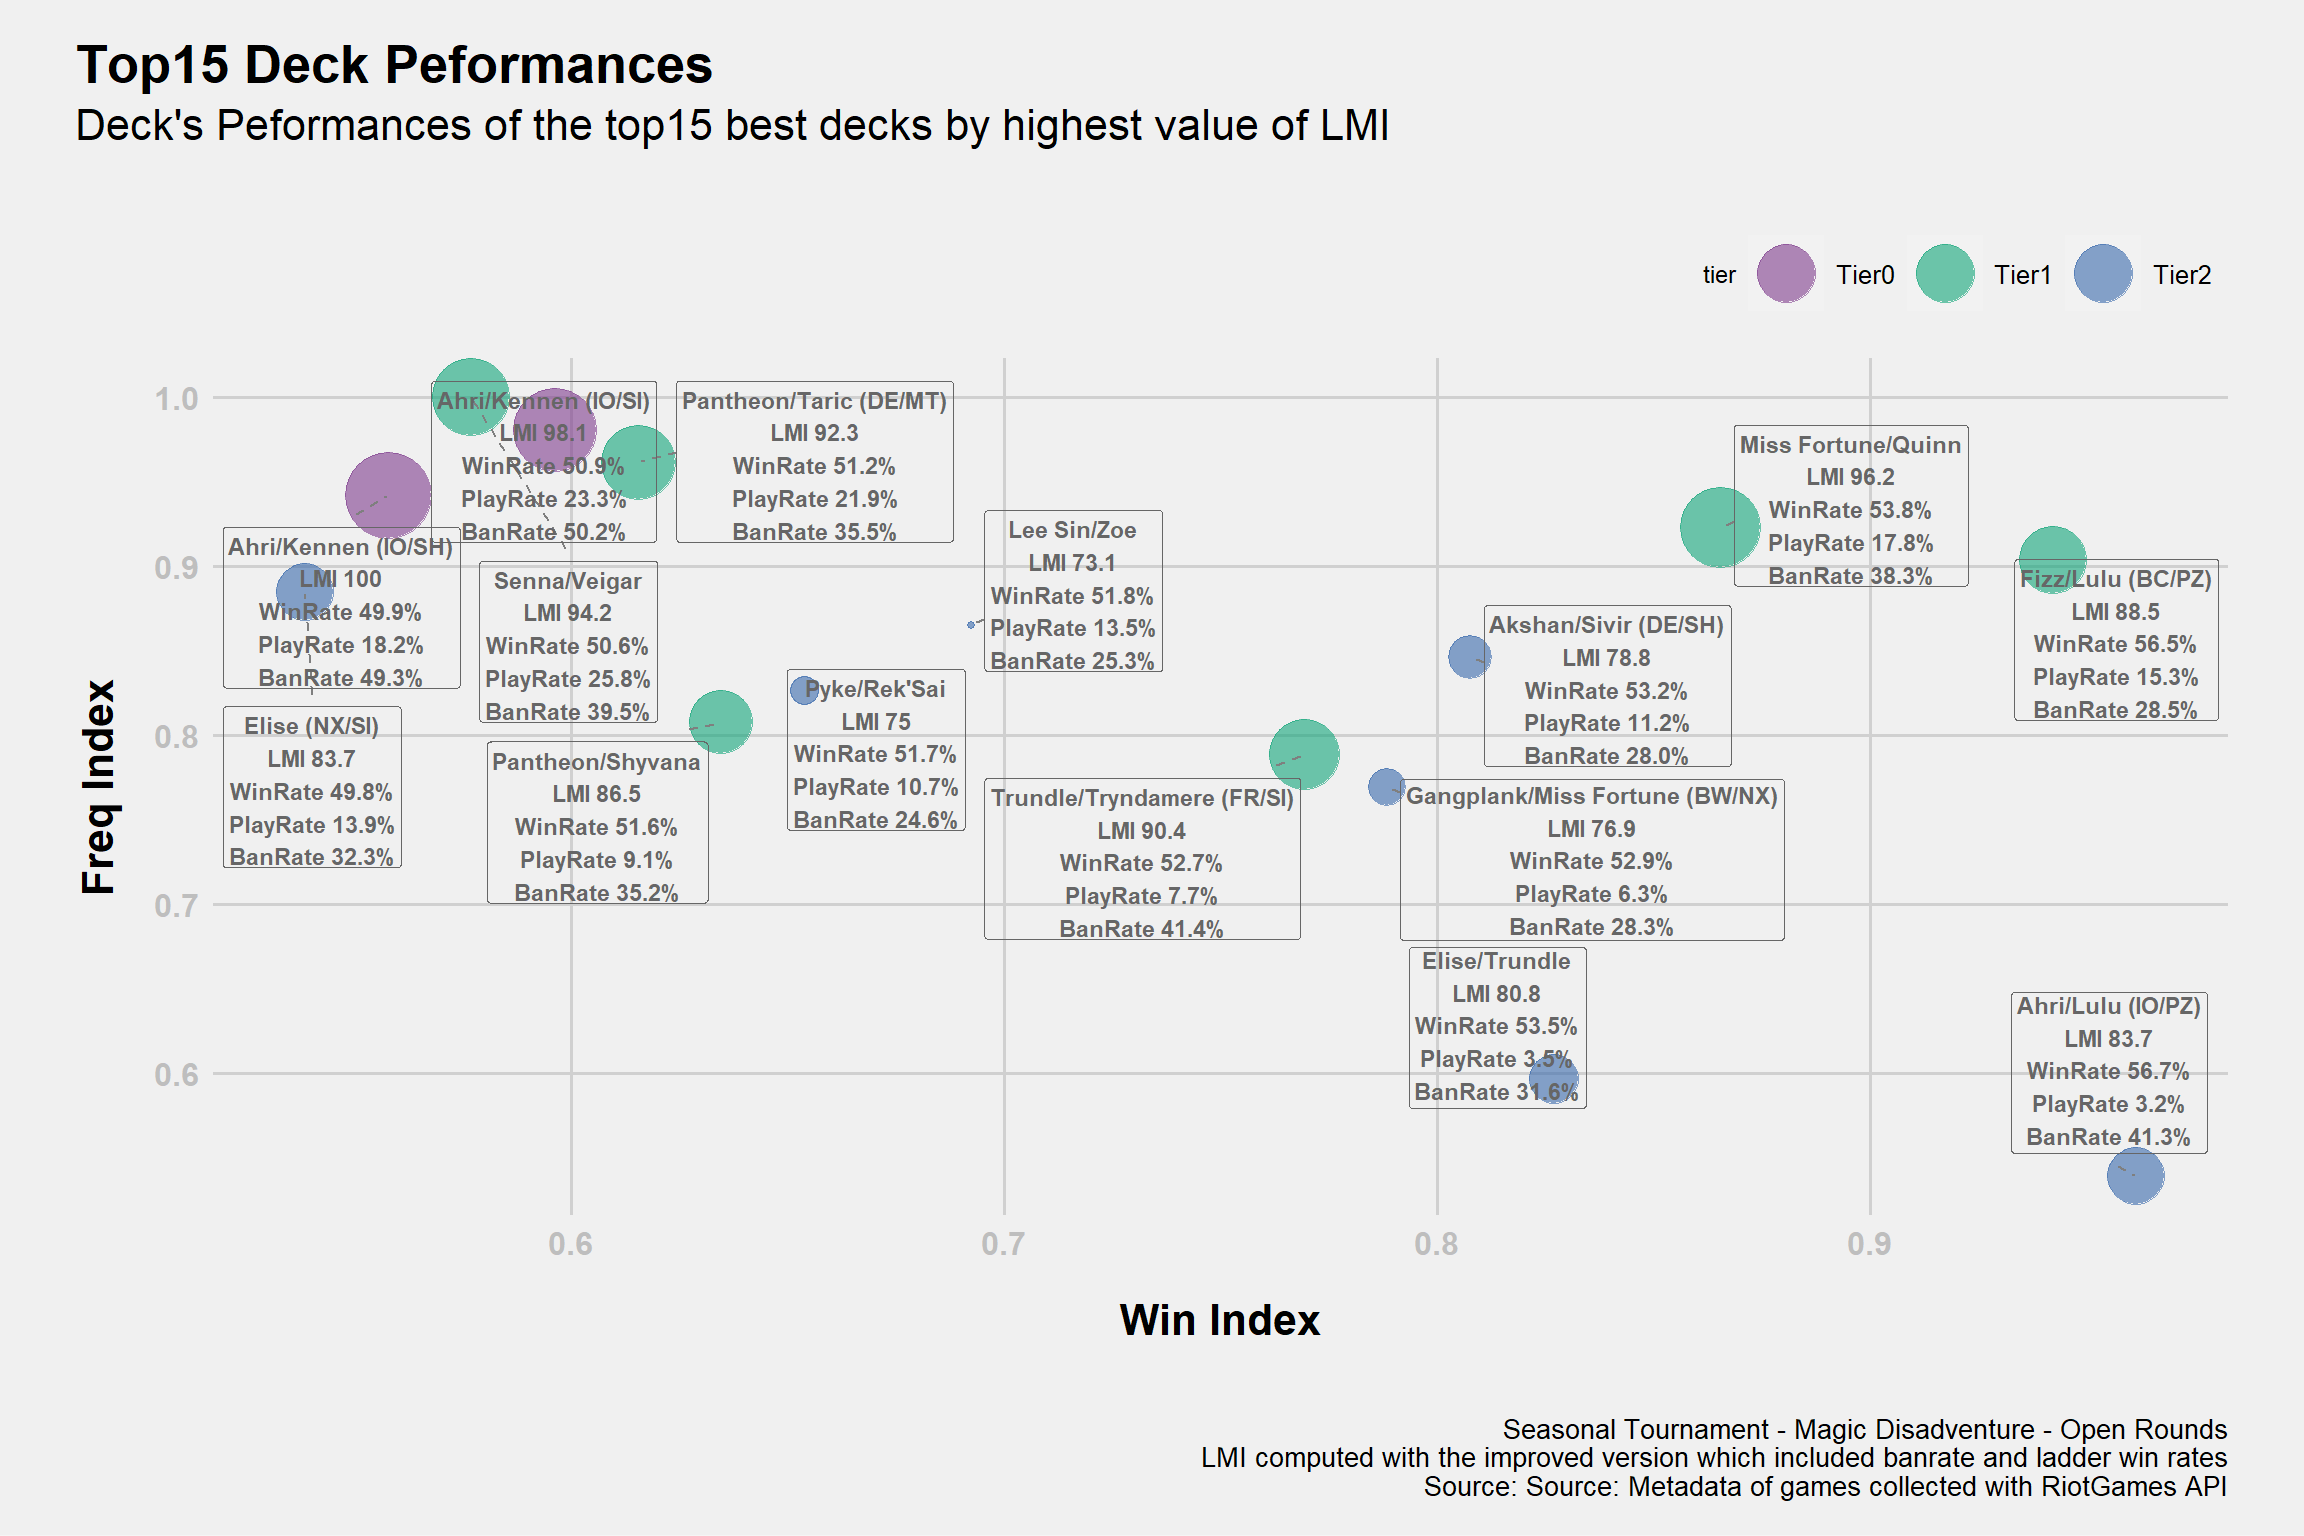 Top15 Deck Peformances
Deck's Peformances of the top15 best decks by highest value of LMI
tier Tier0 Tier1 Tier2
Freq Index
1.0
0.9
0.8
0.7
0.6
Ahri/Kennen (IO/SI)
LMI 98.1
WinRate 50.9%
PlayRate 23.3%
BanRate 50.2%
Pantheon/Taric (DE/MT)
LMI 92.3
WinRate 51.2%
PlayRate 21.9%
BanRate 35.5%
Miss Fortune/Quinn
LMI 96.2
WinRate 53.8%
PlayRate 17.8%
BanRate 38.3%
Lee Sin/Zoe
LMI 73.1
WinRate 51.8%
PlayRate 13.5%
BanRate 25.3%
Ahri/Kennen (IO/SH)
LMI 100
WinRate 49.9%
PlayRate 18.2%
BanRate 49.3%
Senna/Veigar
LMI 94.2
WinRate 50.6%
PlayRate 25.8%
BanRate 39.5%
Fizz/Lulu (BC/PZ)
LMI 88.5
WinRate 56.5%
PlayRate 15.3%
BanRate 28.5%
Akshan/Sivir (DE/SH)
LMI 78.8
WinRate 53.2%
PlayRate 11.2%
BanRate 28.0%
Pyke/Rek'Sai
LMI 75
WinRate 51.7%
PlayRate 10.7%
BanRate 24.6%
Elise (NX/SI)
LMI 83.7
WinRate 49.8%
PlayRate 13.9%
BanRate 32.3%
Pantheon/Shyvana
LMI 86.5
WinRate 51.6%
PlayRate 9.1%
BanRate 35.2%
Trundle/Tryndamere (FR/SI)
LMI 90.4
WinRate 52.7%
PlayRate 7.7%
BanRate 41.4%
Gangplank/Miss Fortune (BW/NX)
LMI 76.9
WinRate 52.9%
PlayRate 6.3%
BanRate 28.3%
Elise/Trundle
LMI 80.8
WinRate 53.5%
PlayRate 3.5%
BanRate 31.6%
Ahri/Lulu (IO/PZ)
LMI 83.7
WinRate 56.7%
PlayRate 3.2%
BanRate 41.3%
0.6 0.7 0.8 0.9
Win Index
Seasonal Tournament - Magic Disadventure - Open Rounds
LMI computed with the improved version which included banrate and ladder win rates
Source: Source: Metadata of games collected with RiotGames API